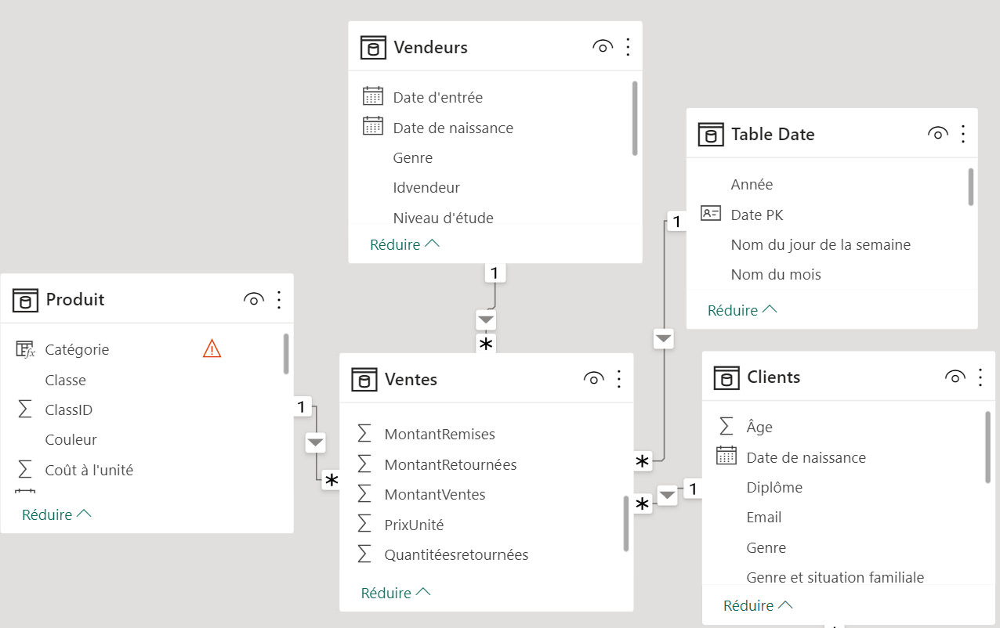 Vendeurs
Date d'entrée
Date de naissance
Genre
Idvendeur
Niveau d'étude
Réduire
1
*
Table Date
Année
Date PK
Nom du jour de la semaine
Nom du mois
Réduire
1
*
Produit
Catégorie
Classe
ClassID
Couleur
Coût à l'unité
Réduire
1
*
Ventes
MontantRemises
MontantRetournées
MontantVentes
PrixUnité
Quantitéesretournées
Réduire
*
1
Clients
Âge
Date de naissance
Diplôme
Email
Genre
Genre et situation familiale
Réduire